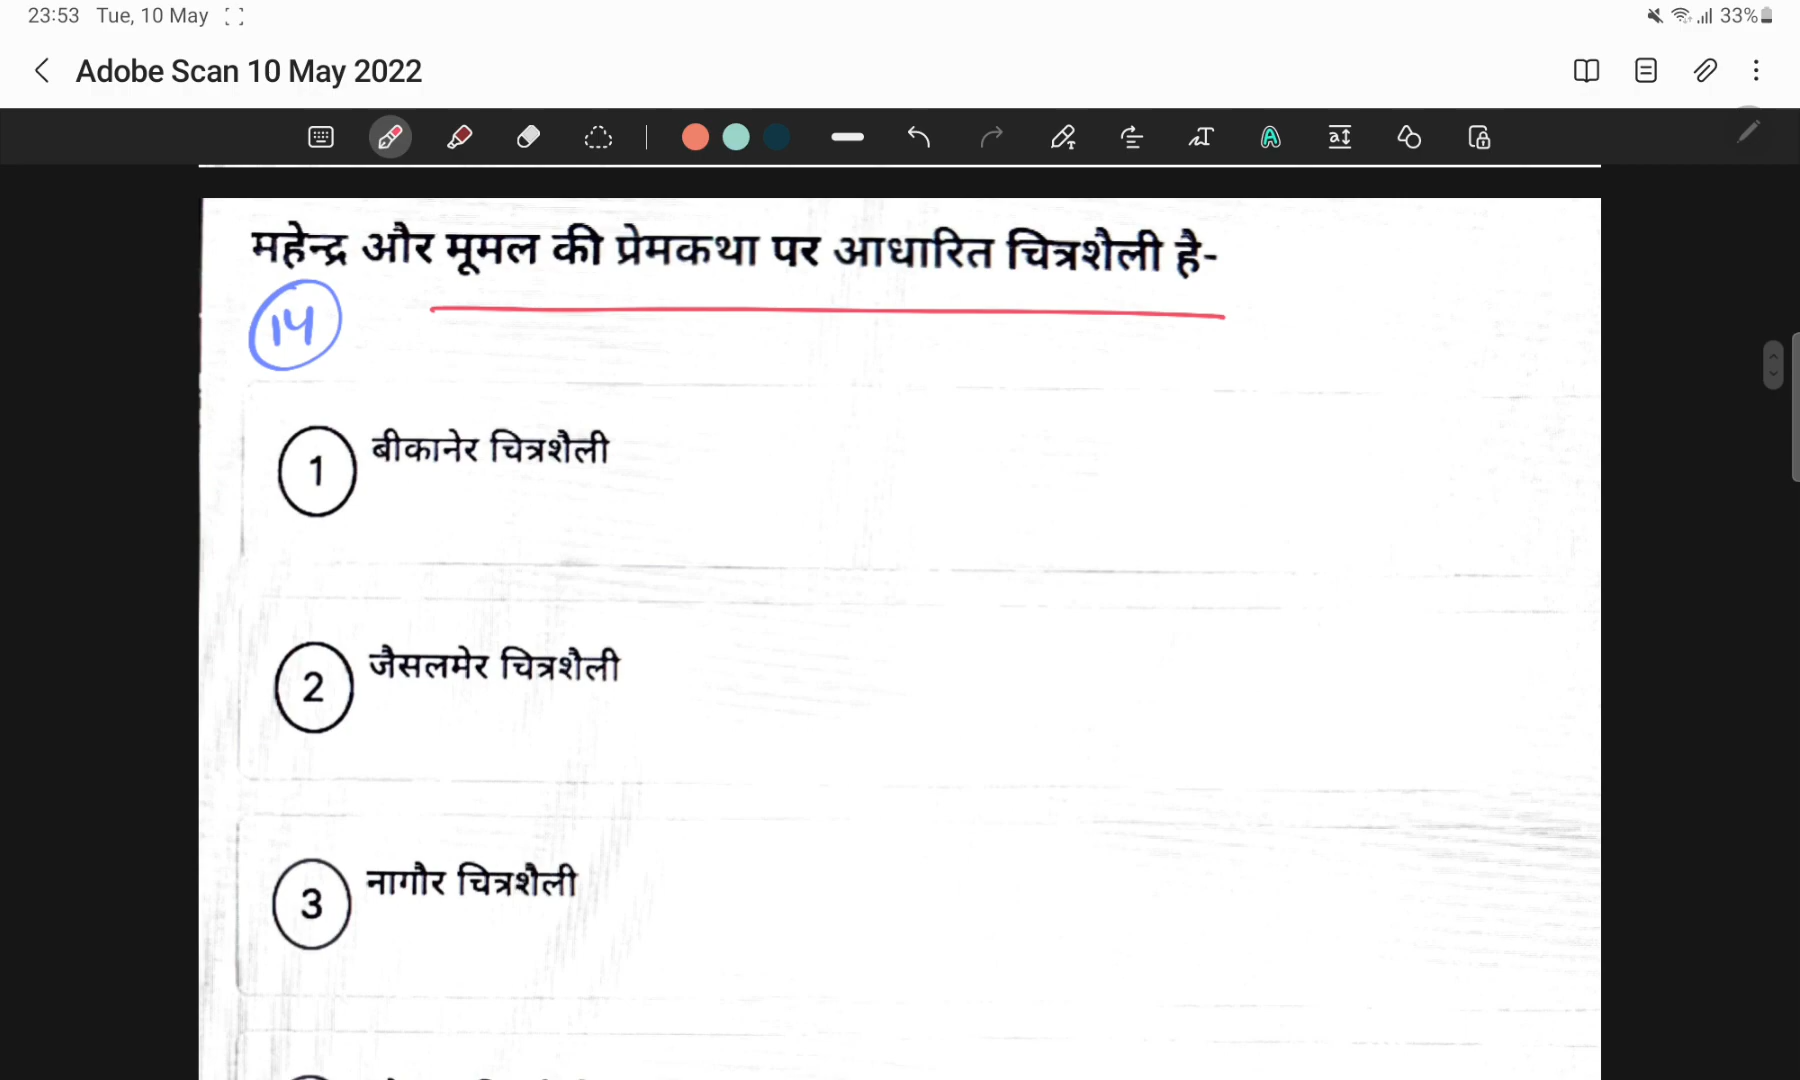 23:53 Tue, 10 May
33%
Adobe Scan 10 May 2022
महेन्द्र और मूमल की प्रेमकथा पर आधारित चित्रशैली है-
14
1 बीकानेर चित्रशैली
2 जैसलमेर चित्रशैली
3 नागौर चित्रशैली